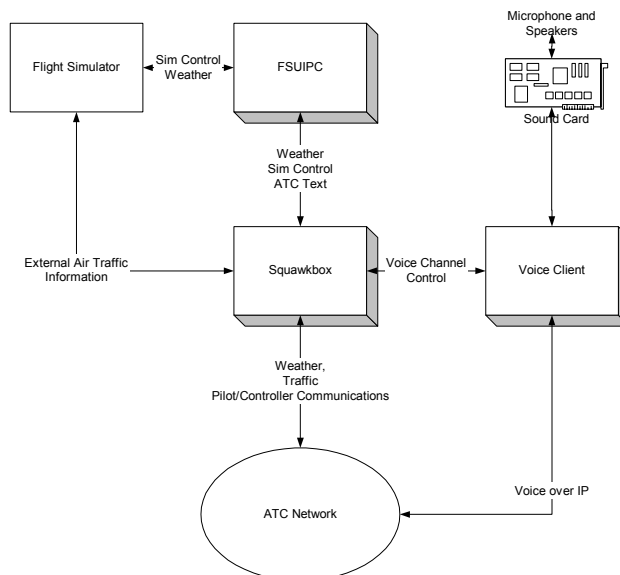 Microphone and
Speakers
Flight Simulator
Sim Control
Weather
FSUIPC
Sound Card
Weather
Sim Control
ATC Text
External Air Traffic
Information
Squawkbox
Voice Channel
Control
Voice Client
Weather,
Traffic
Pilot/Controller Communications
Voice over IP
ATC Network